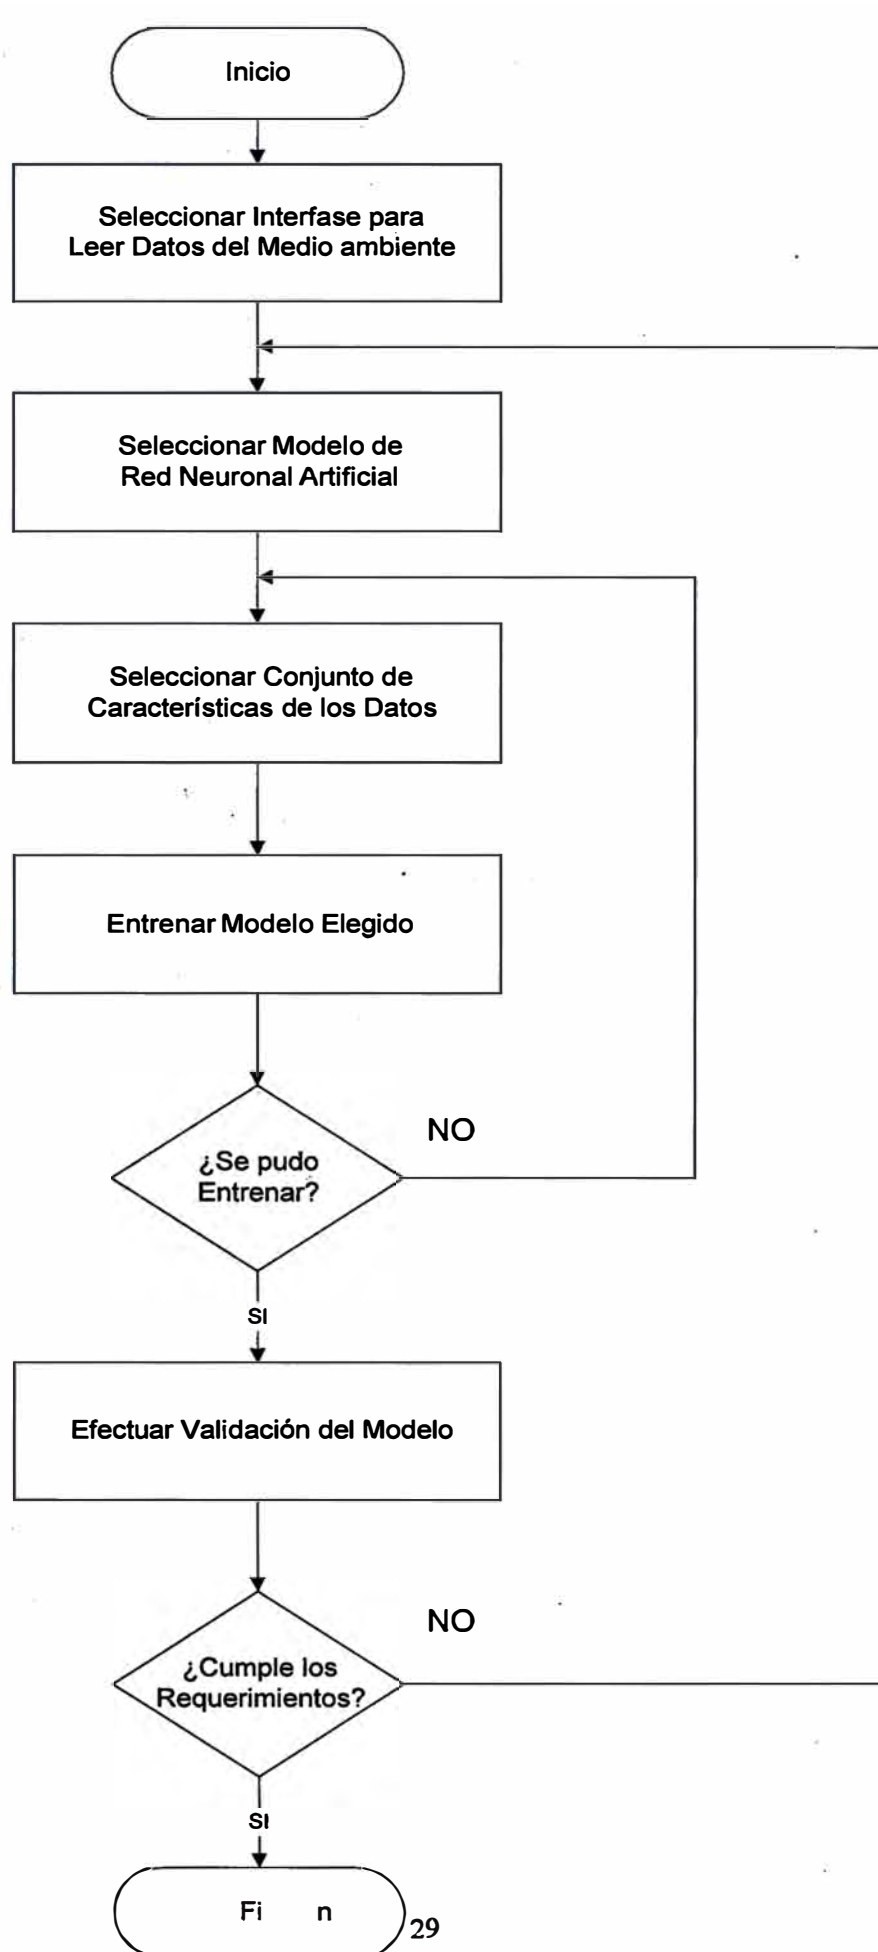 Inicio
Seleccionar Interfase para
Leer Datos del Medio ambiente
Seleccionar Modelo de
Red Neuronal Artificial
Seleccionar Conjunto de
Características de los Datos
Entrenar Modelo Elegido
NO
¿Se pudo
Entrenar?
SI
Efectuar Validación del Modelo
NO
¿Cumple los
Requerimientos?
SI
Fi n
29